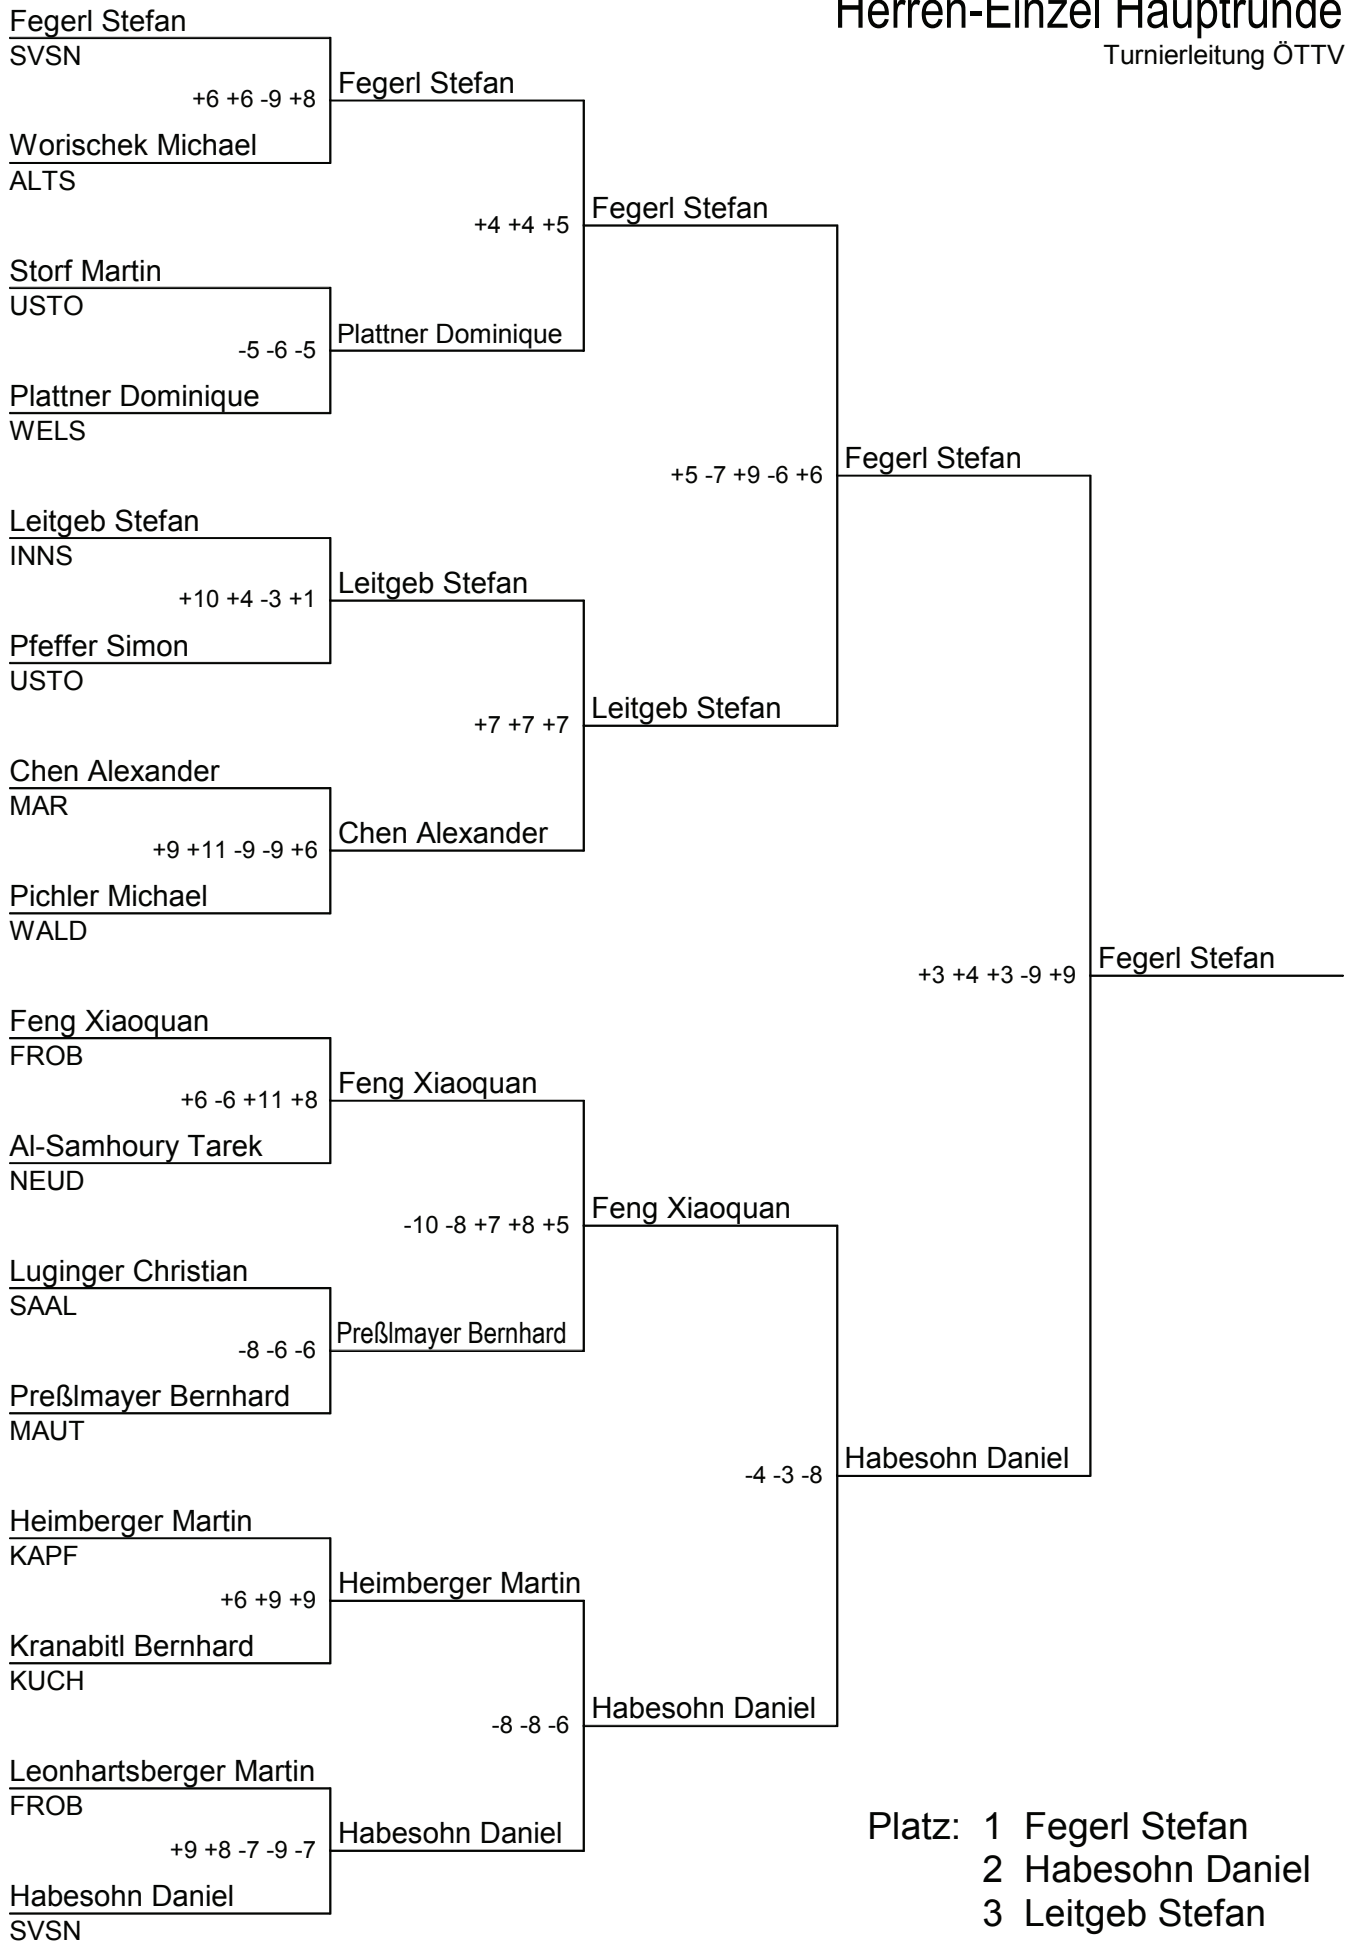 Herren-Einzel Hauptrunde
Turnierleitung ÖTTV
Fegerl Stefan
SVSN
+6 +6 -9 +8
Fegerl Stefan
Worischek Michael
ALTS
+4 +4 +5
Fegerl Stefan
Storf Martin
USTO
-5 -6 -5
Plattner Dominique
Plattner Dominique
WELS
+5 -7 +9 -6 +6
Fegerl Stefan
Leitgeb Stefan
INNS
+10 +4 -3 +1
Leitgeb Stefan
Pfeffer Simon
USTO
+7 +7 +7
Leitgeb Stefan
Chen Alexander
MAR
+9 +11 -9 -9 +6
Chen Alexander
Pichler Michael
WALD
+3 +4 +3 -9 +9
Fegerl Stefan
Feng Xiaoquan
FROB
+6 -6 +11 +8
Feng Xiaoquan
Al-Samhoury Tarek
NEUD
-10 -8 +7 +8 +5
Feng Xiaoquan
Luginger Christian
SAAL
-8 -6 -6
Preßlmayer Bernhard
Preßlmayer Bernhard
MAUT
-4 -3 -8
Habesohn Daniel
Heimberger Martin
KAPF
+6 +9 +9
Heimberger Martin
Kranabitl Bernhard
KUCH
-8 -8 -6
Habesohn Daniel
Leonhartsberger Martin
FROB
+9 +8 -7 -9 -7
Habesohn Daniel
Habesohn Daniel
SVSN
Platz: 1 Fegerl Stefan
2 Habesohn Daniel
3 Leitgeb Stefan